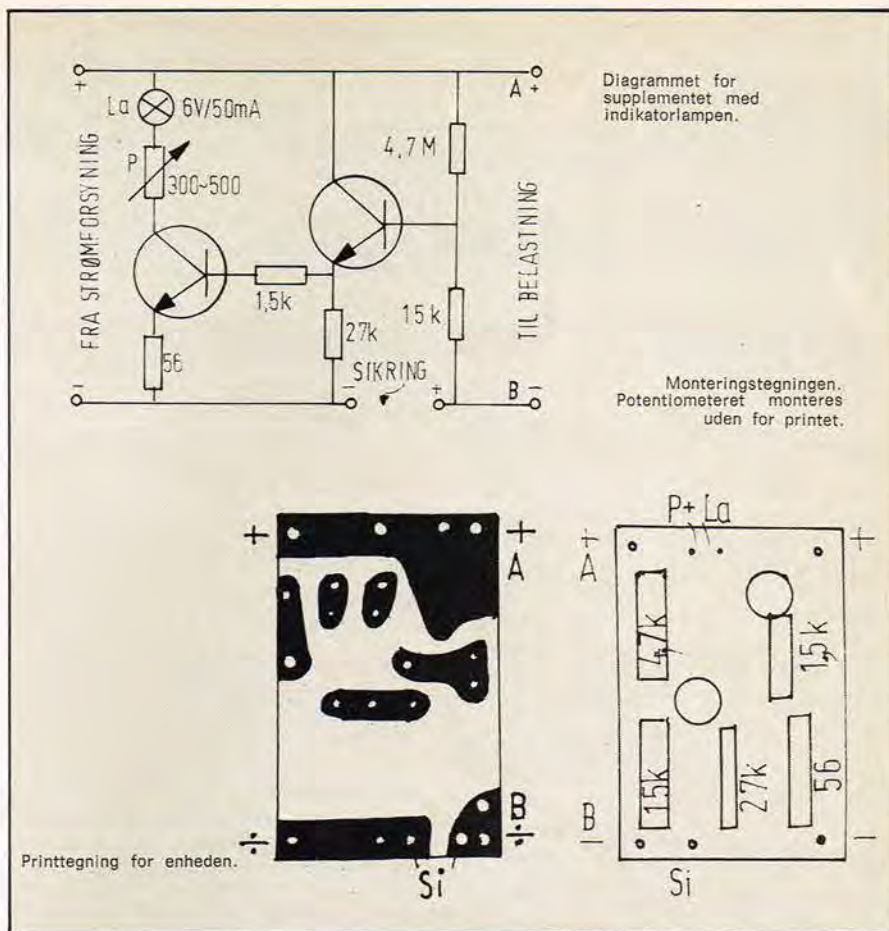 +
A +
La 6V/50mA
Diagrammet for
supplementet med
indikatorlampen.
FRA STRØMFORSYNING
P
300~500
4,7 M
1,5k
27k
15k
56
SIKRING
TIL BELASTNING
-
-
+
B -
Monteringstegningen.
Potentiometeret monteres
uden for printet.
+
+
A
P+ La
+
A
+
4,7k
1,5k
15k
27k
56
B
÷
÷
B
-
-
Si
Si
Printtegning for enheden.